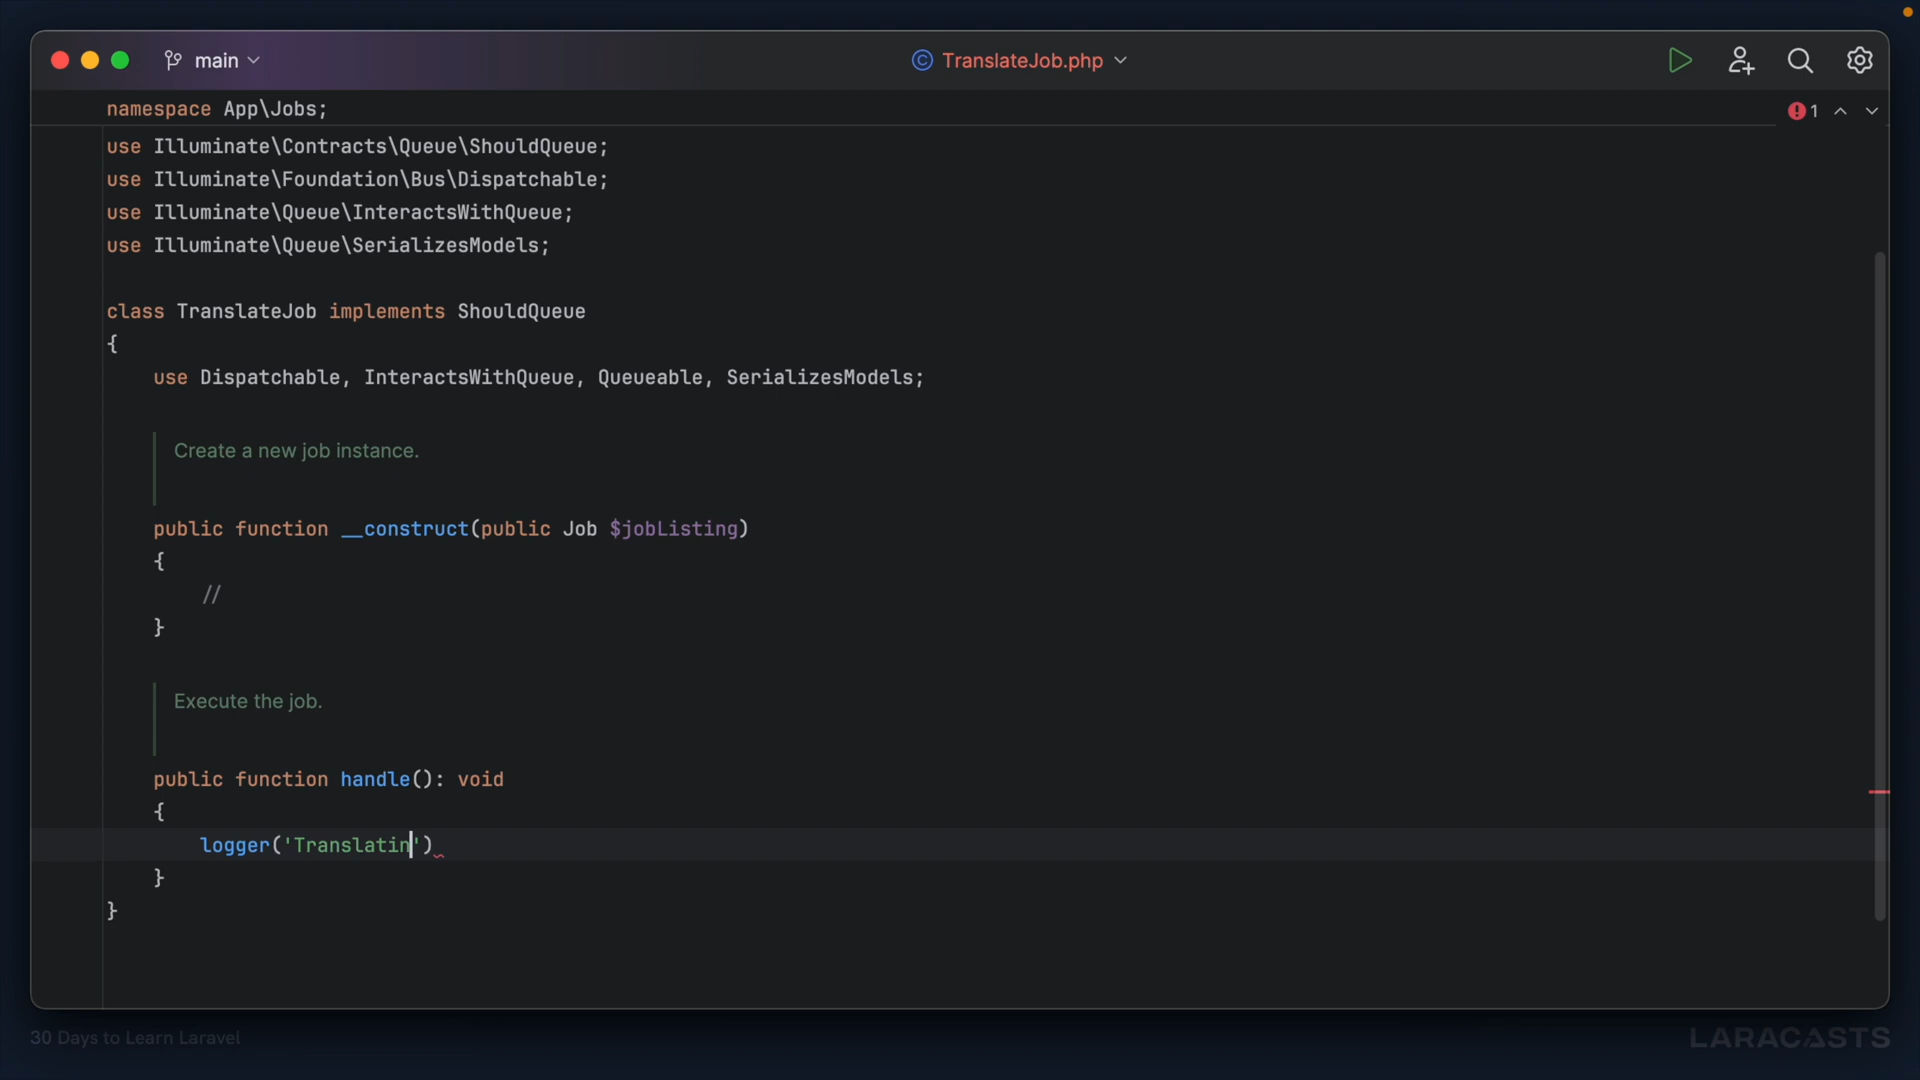 main
TranslateJob.php
namespace App\Jobs;
1
use Illuminate\Contracts\Queue\ShouldQueue;
use Illuminate\Foundation\Bus\Dispatchable;
use Illuminate\Queue\InteractsWithQueue;
use Illuminate\Queue\SerializesModels;
class TranslateJob implements ShouldQueue
{
use Dispatchable, InteractsWithQueue, Queueable, SerializesModels;
Create a new job instance.
public function __construct(public Job $jobListing)
{
//
}
Execute the job.
public function handle(): void
{
logger('Translatin')
}
}
30 Days to Learn Laravel
LARACASTS